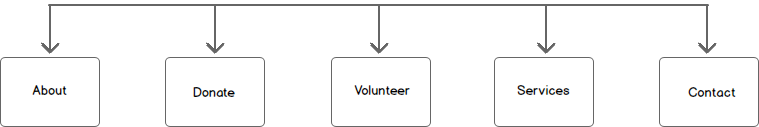 About
Donate
Volunteer
Services
Contact